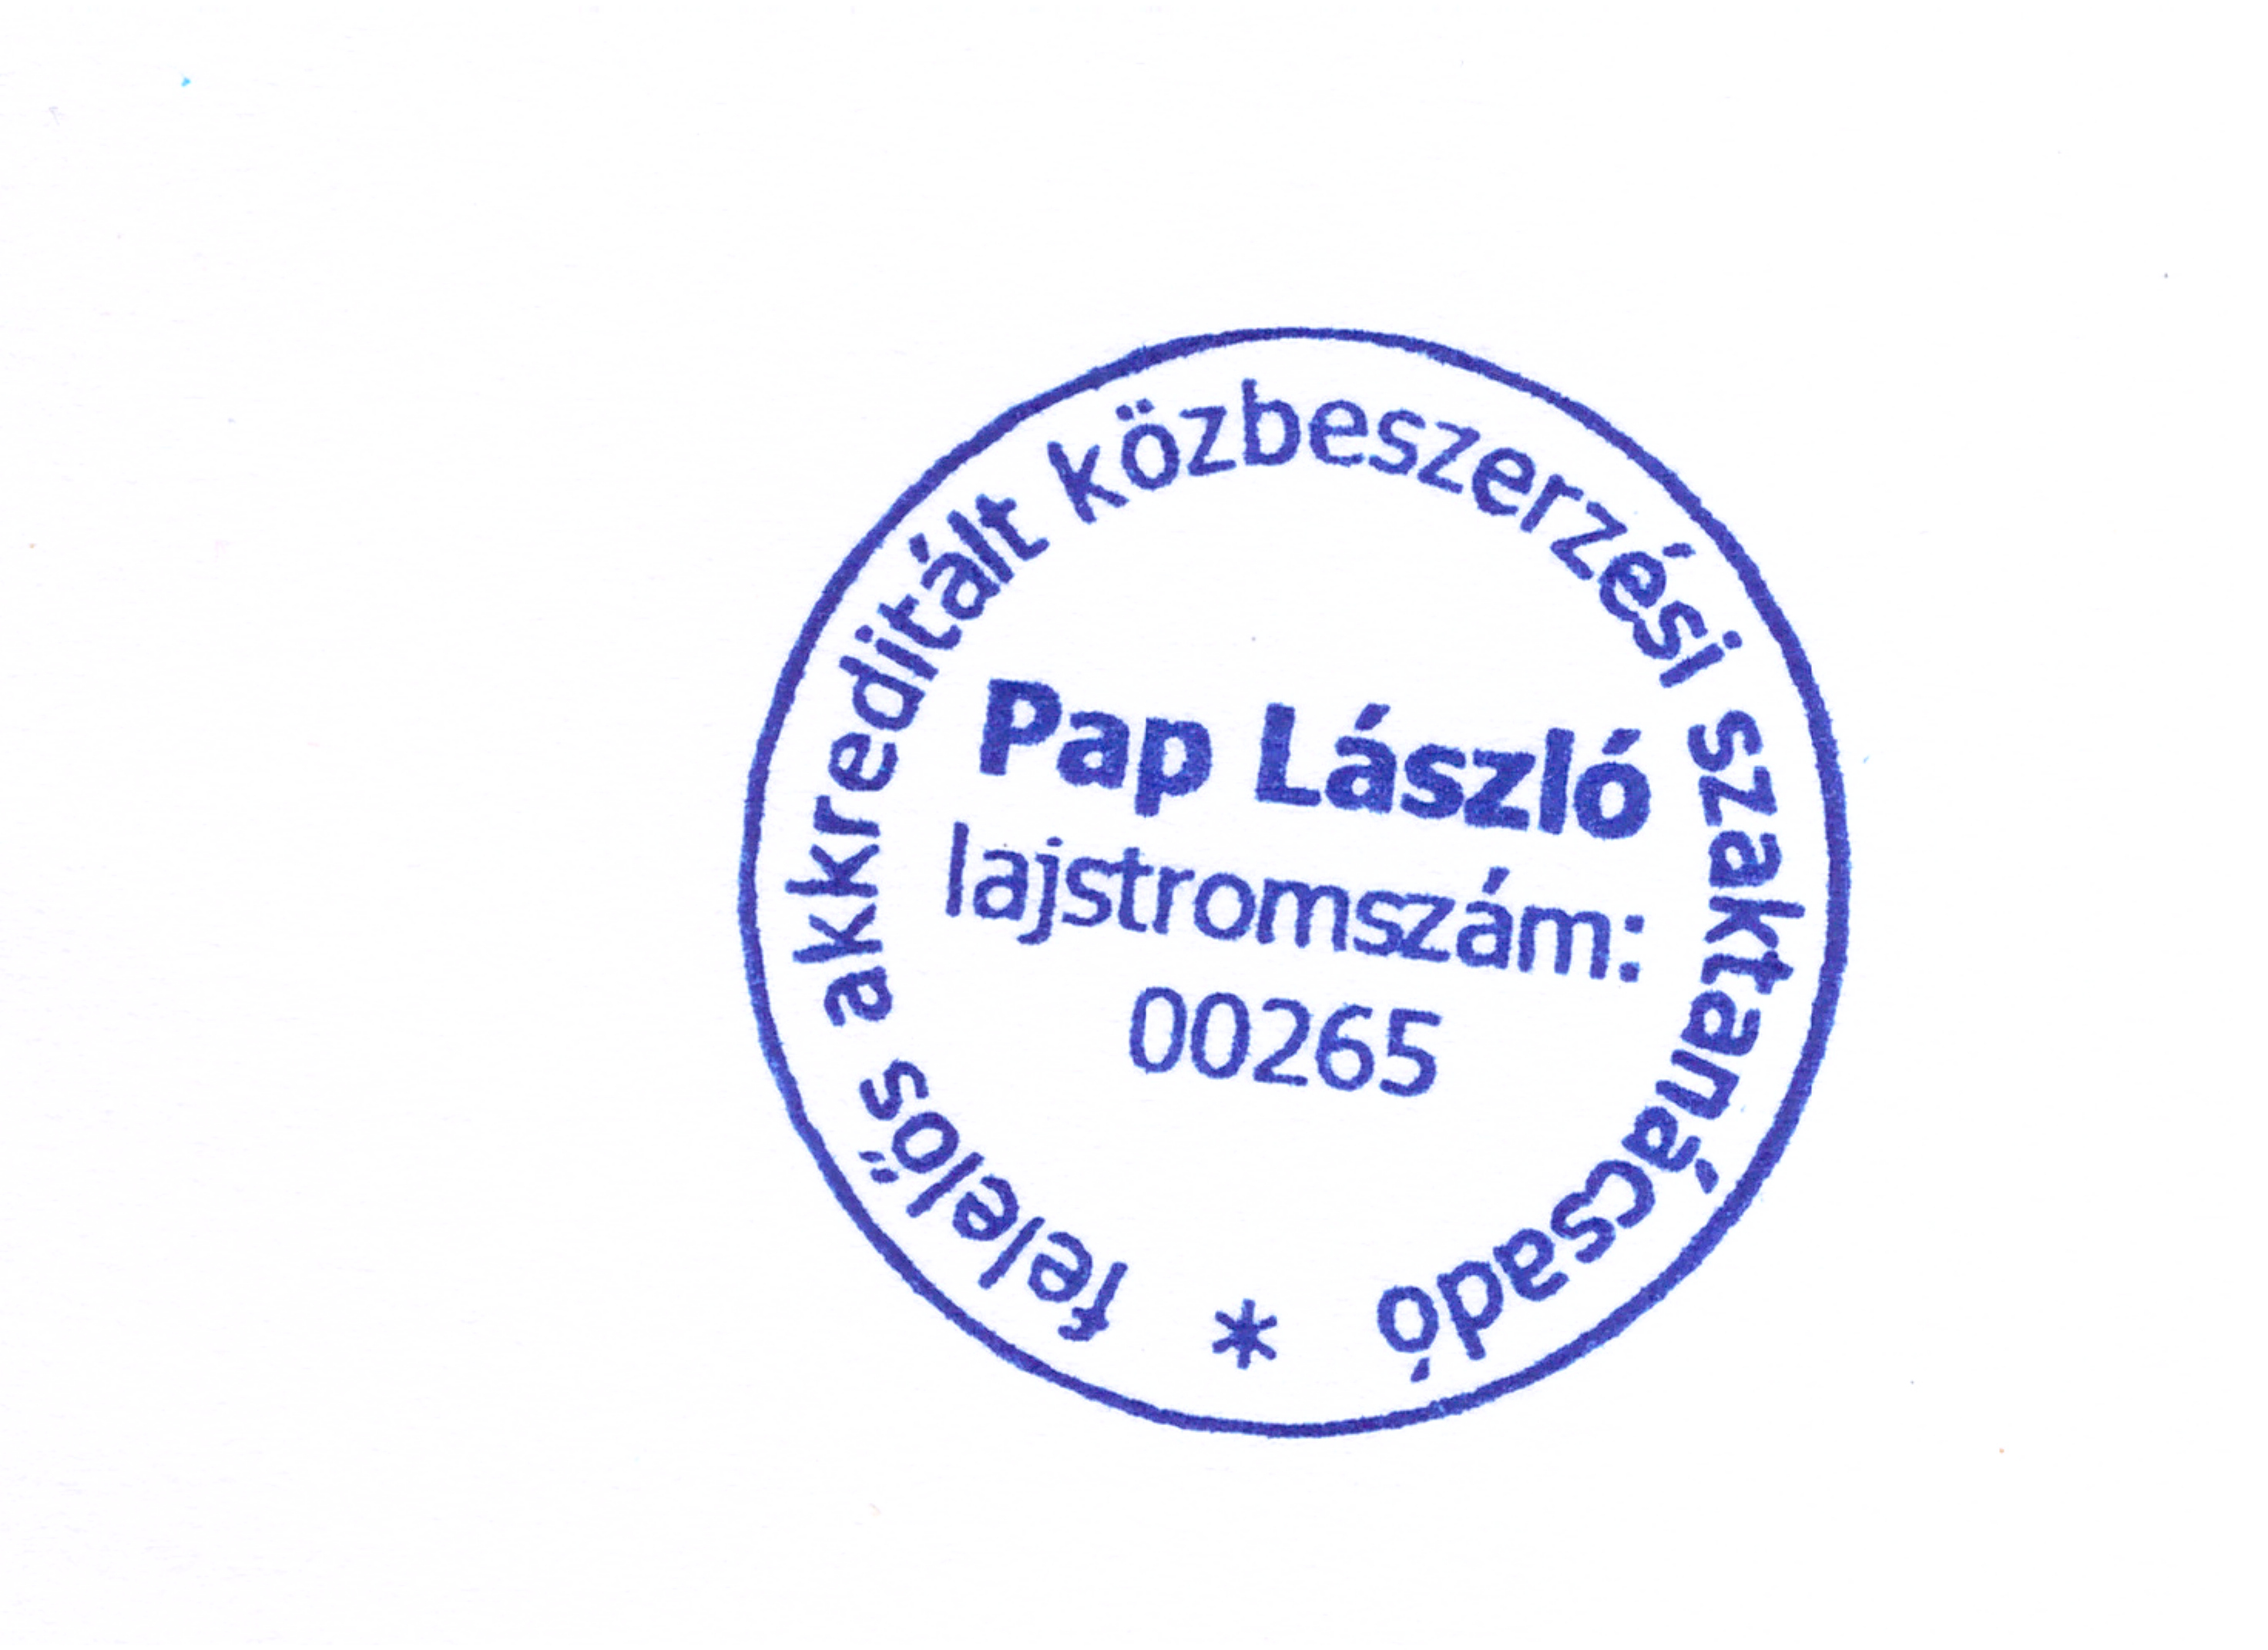 felelős akkreditált közbeszerzési szaktanácsadó *
Pap László
lajstromszám:
00265